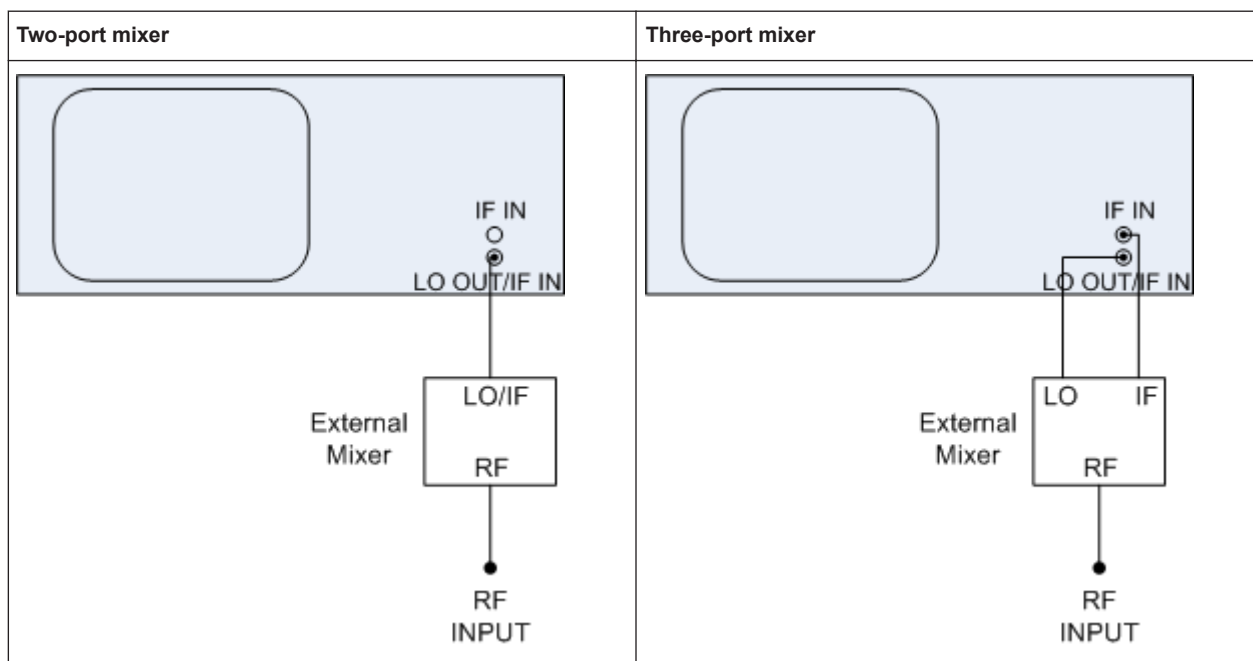 Two-port mixer
IF IN
LO OUT/IF IN
LO/IF
External
Mixer
RF
RF
INPUT
Three-port mixer
IF IN
LO OUT/IF IN
LO IF
External
Mixer
RF
RF
INPUT